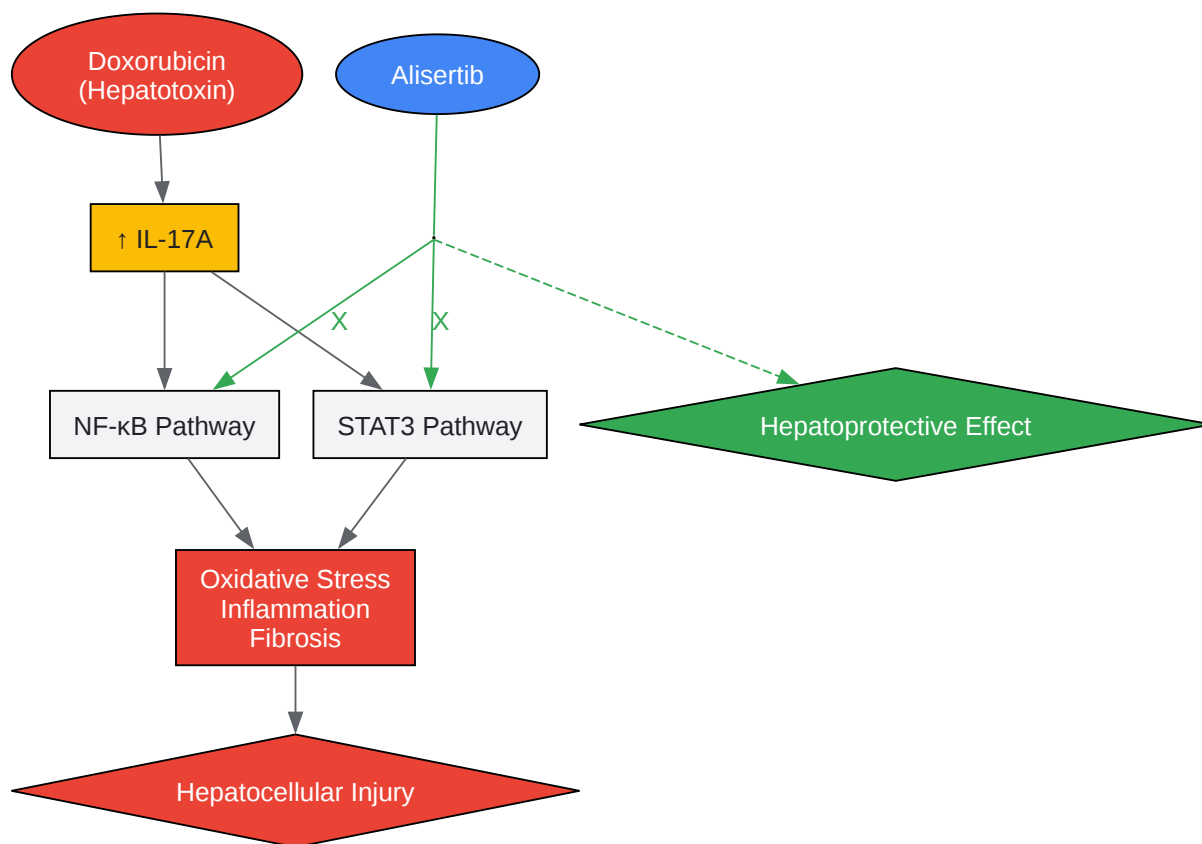 Doxorubicin
(Hepatotoxin)
Alisertib
↑ IL-17A
X
X
NF-κB Pathway
STAT3 Pathway
Hepatoprotective Effect
Oxidative Stress
Inflammation
Fibrosis
Hepatocellular Injury